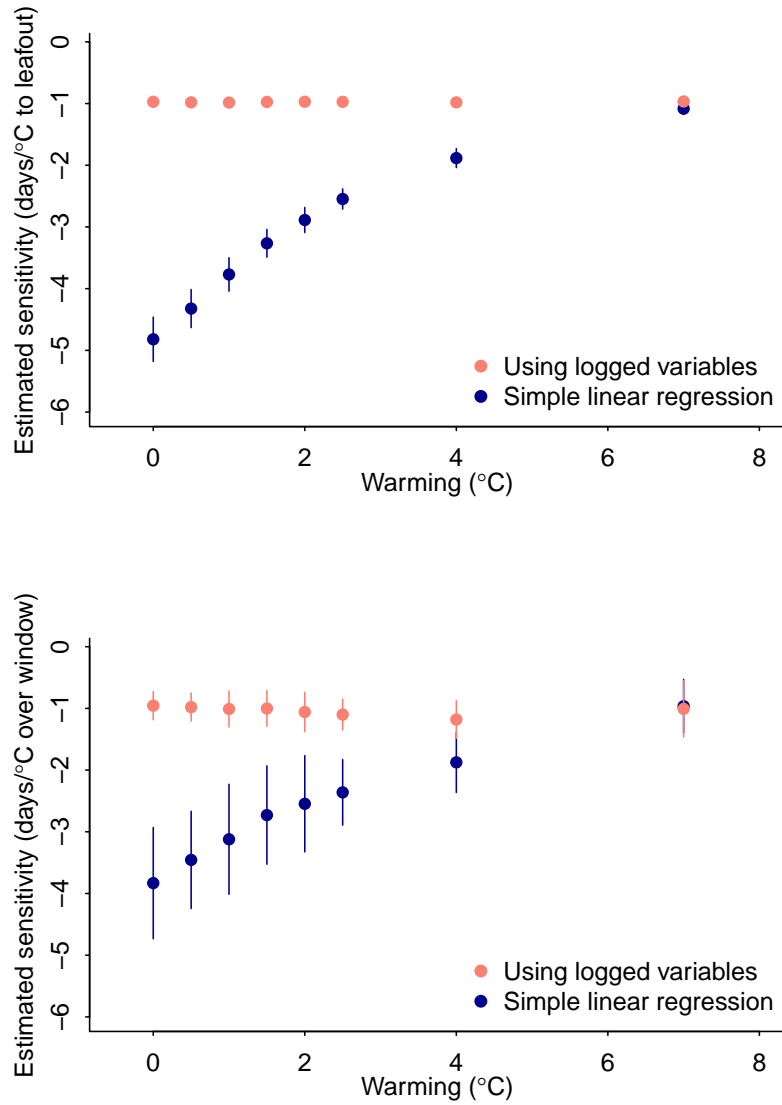 Estimated sensitivity (days/°C to leafout)
0
−1
−2
−3
−4
−5
−6
Using logged variables
Simple linear regression
0 2 4 6 8
Warming (°C)
Estimated sensitivity (days/°C over window)
0
−1
−2
−3
−4
−5
−6
Using logged variables
Simple linear regression
0 2 4 6 8
Warming (°C)